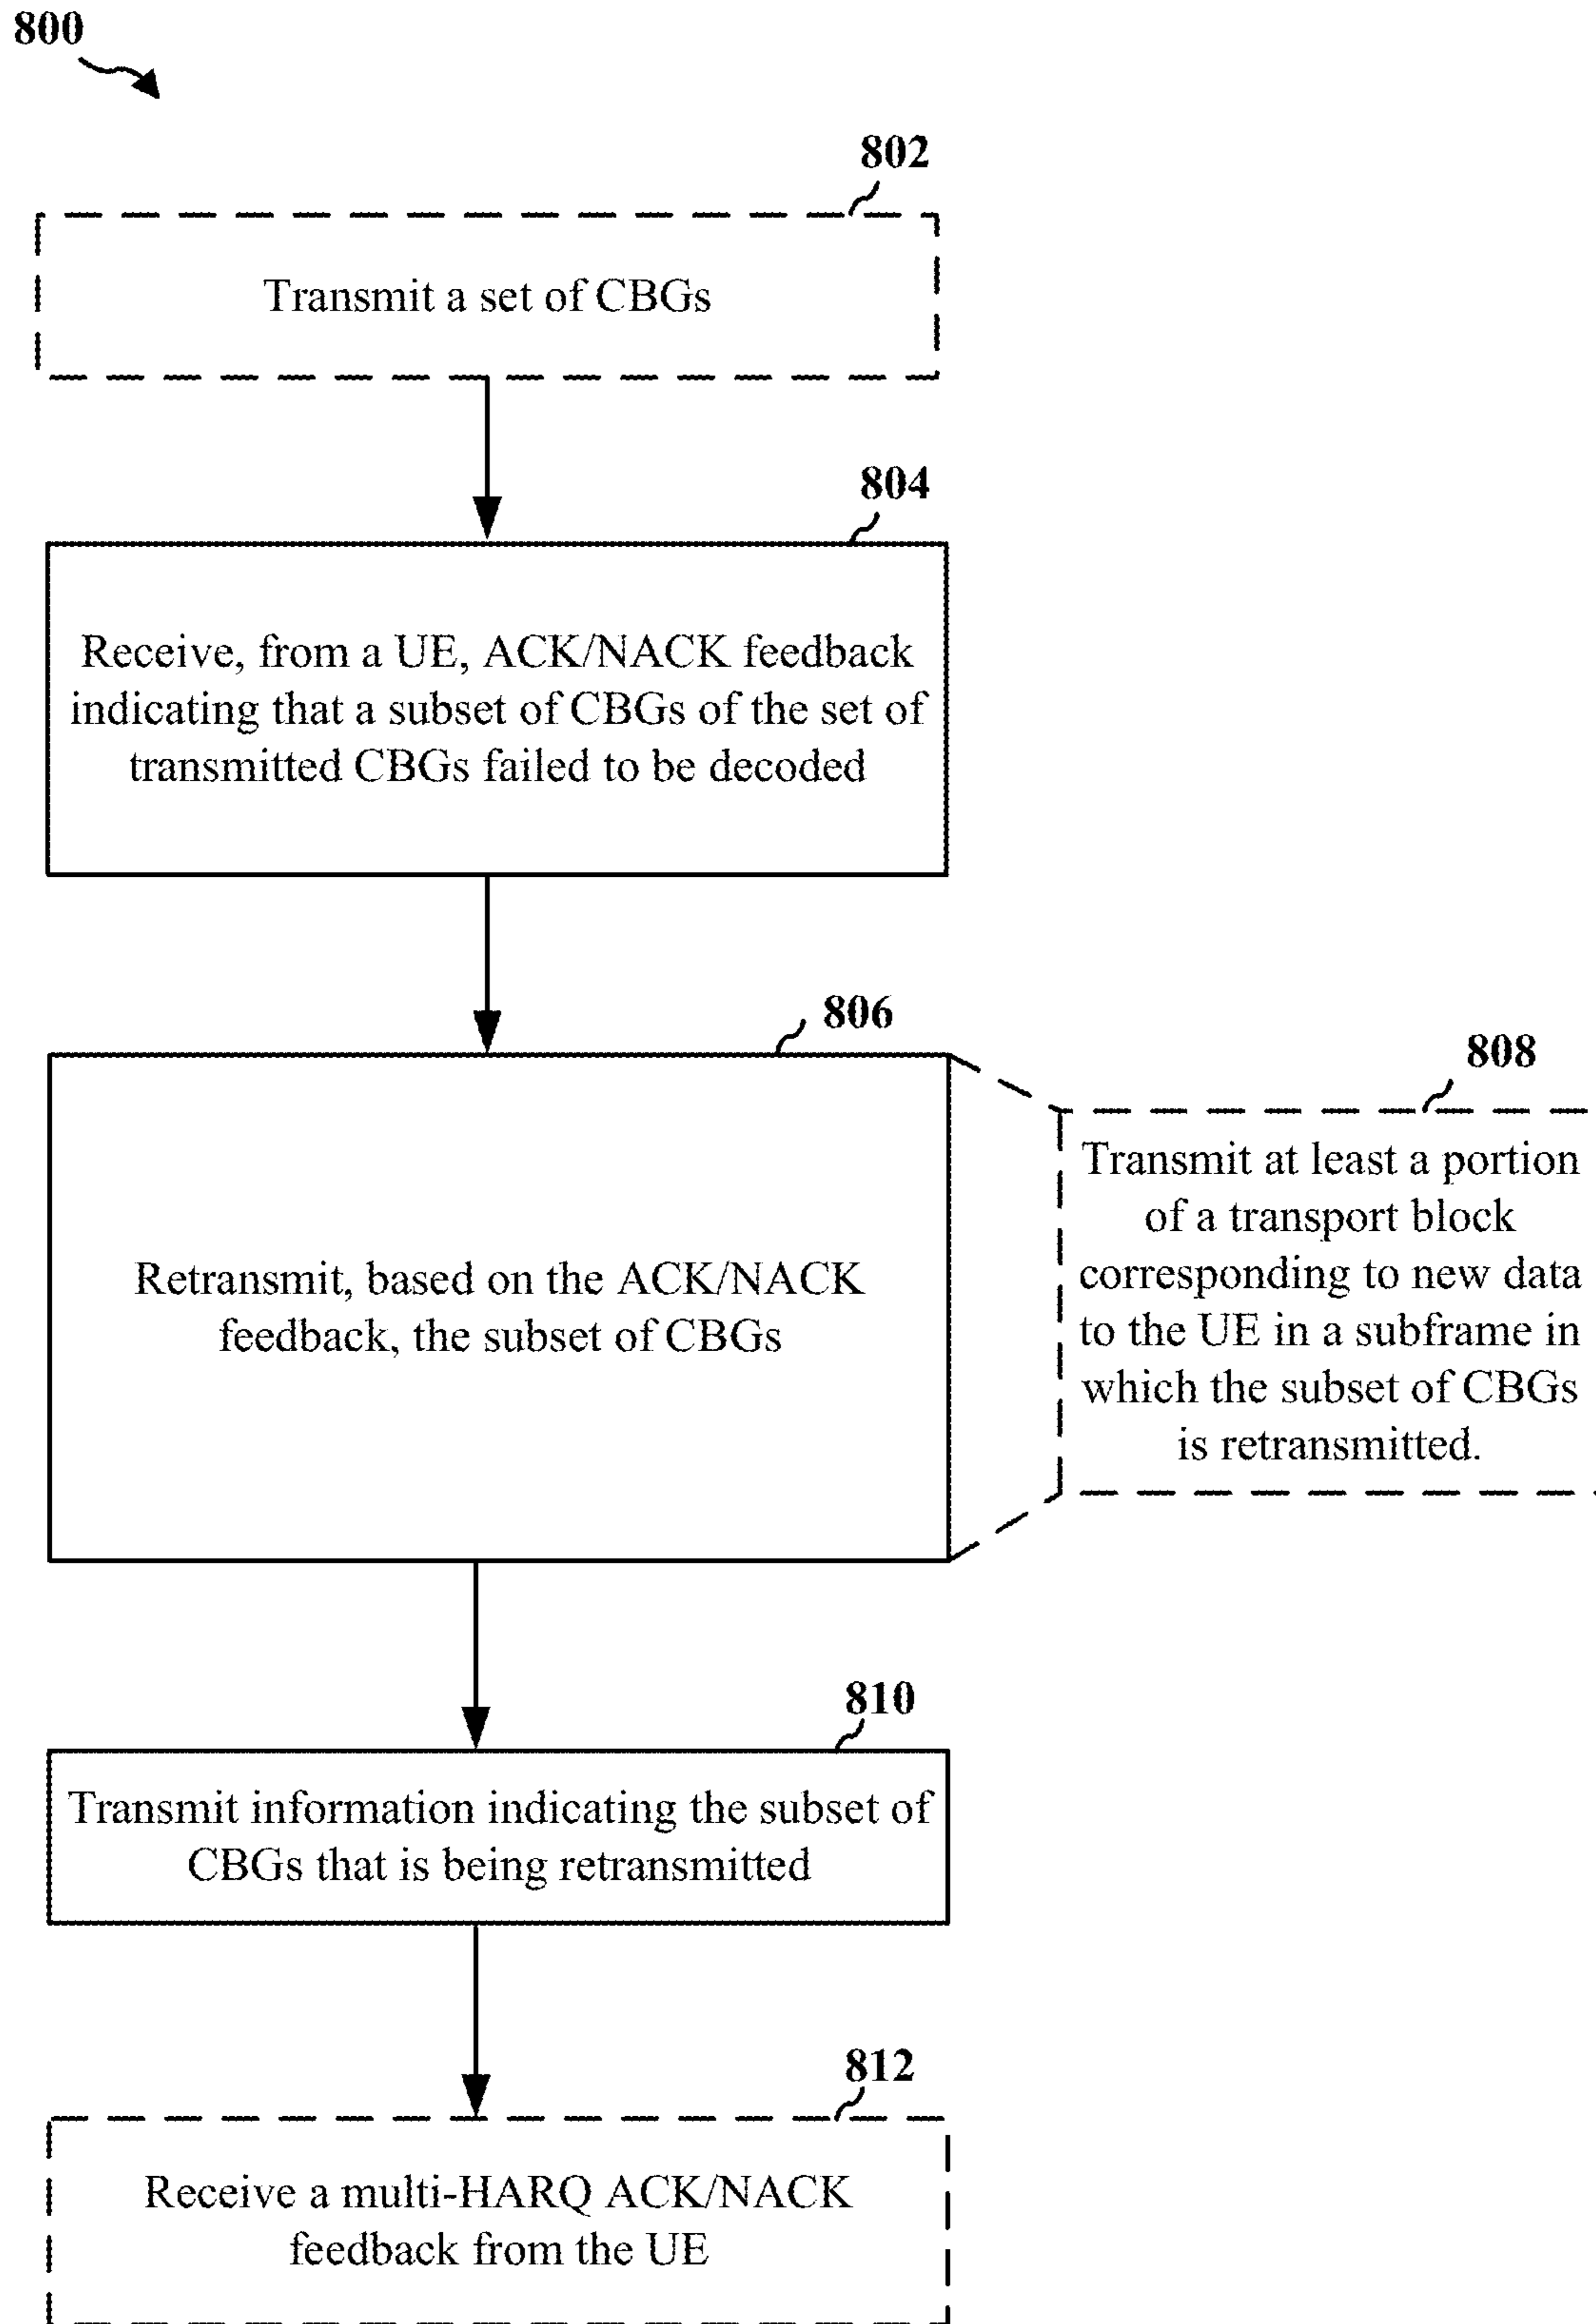 800
802
Transmit a set of CBGs
804
Receive, from a UE, ACK/NACK feedback
indicating that a subset of CBGs of the set of
transmitted CBGs failed to be decoded
806
Retransmit, based on the ACK/NACK
feedback, the subset of CBGs
808
Transmit at least a portion
of a transport block
corresponding to new data
to the UE in a subframe in
which the subset of CBGs
is retransmitted.
810
Transmit information indicating the subset of
CBGs that is being retransmitted
812
Receive a multi-HARQ ACK/NACK
feedback from the UE